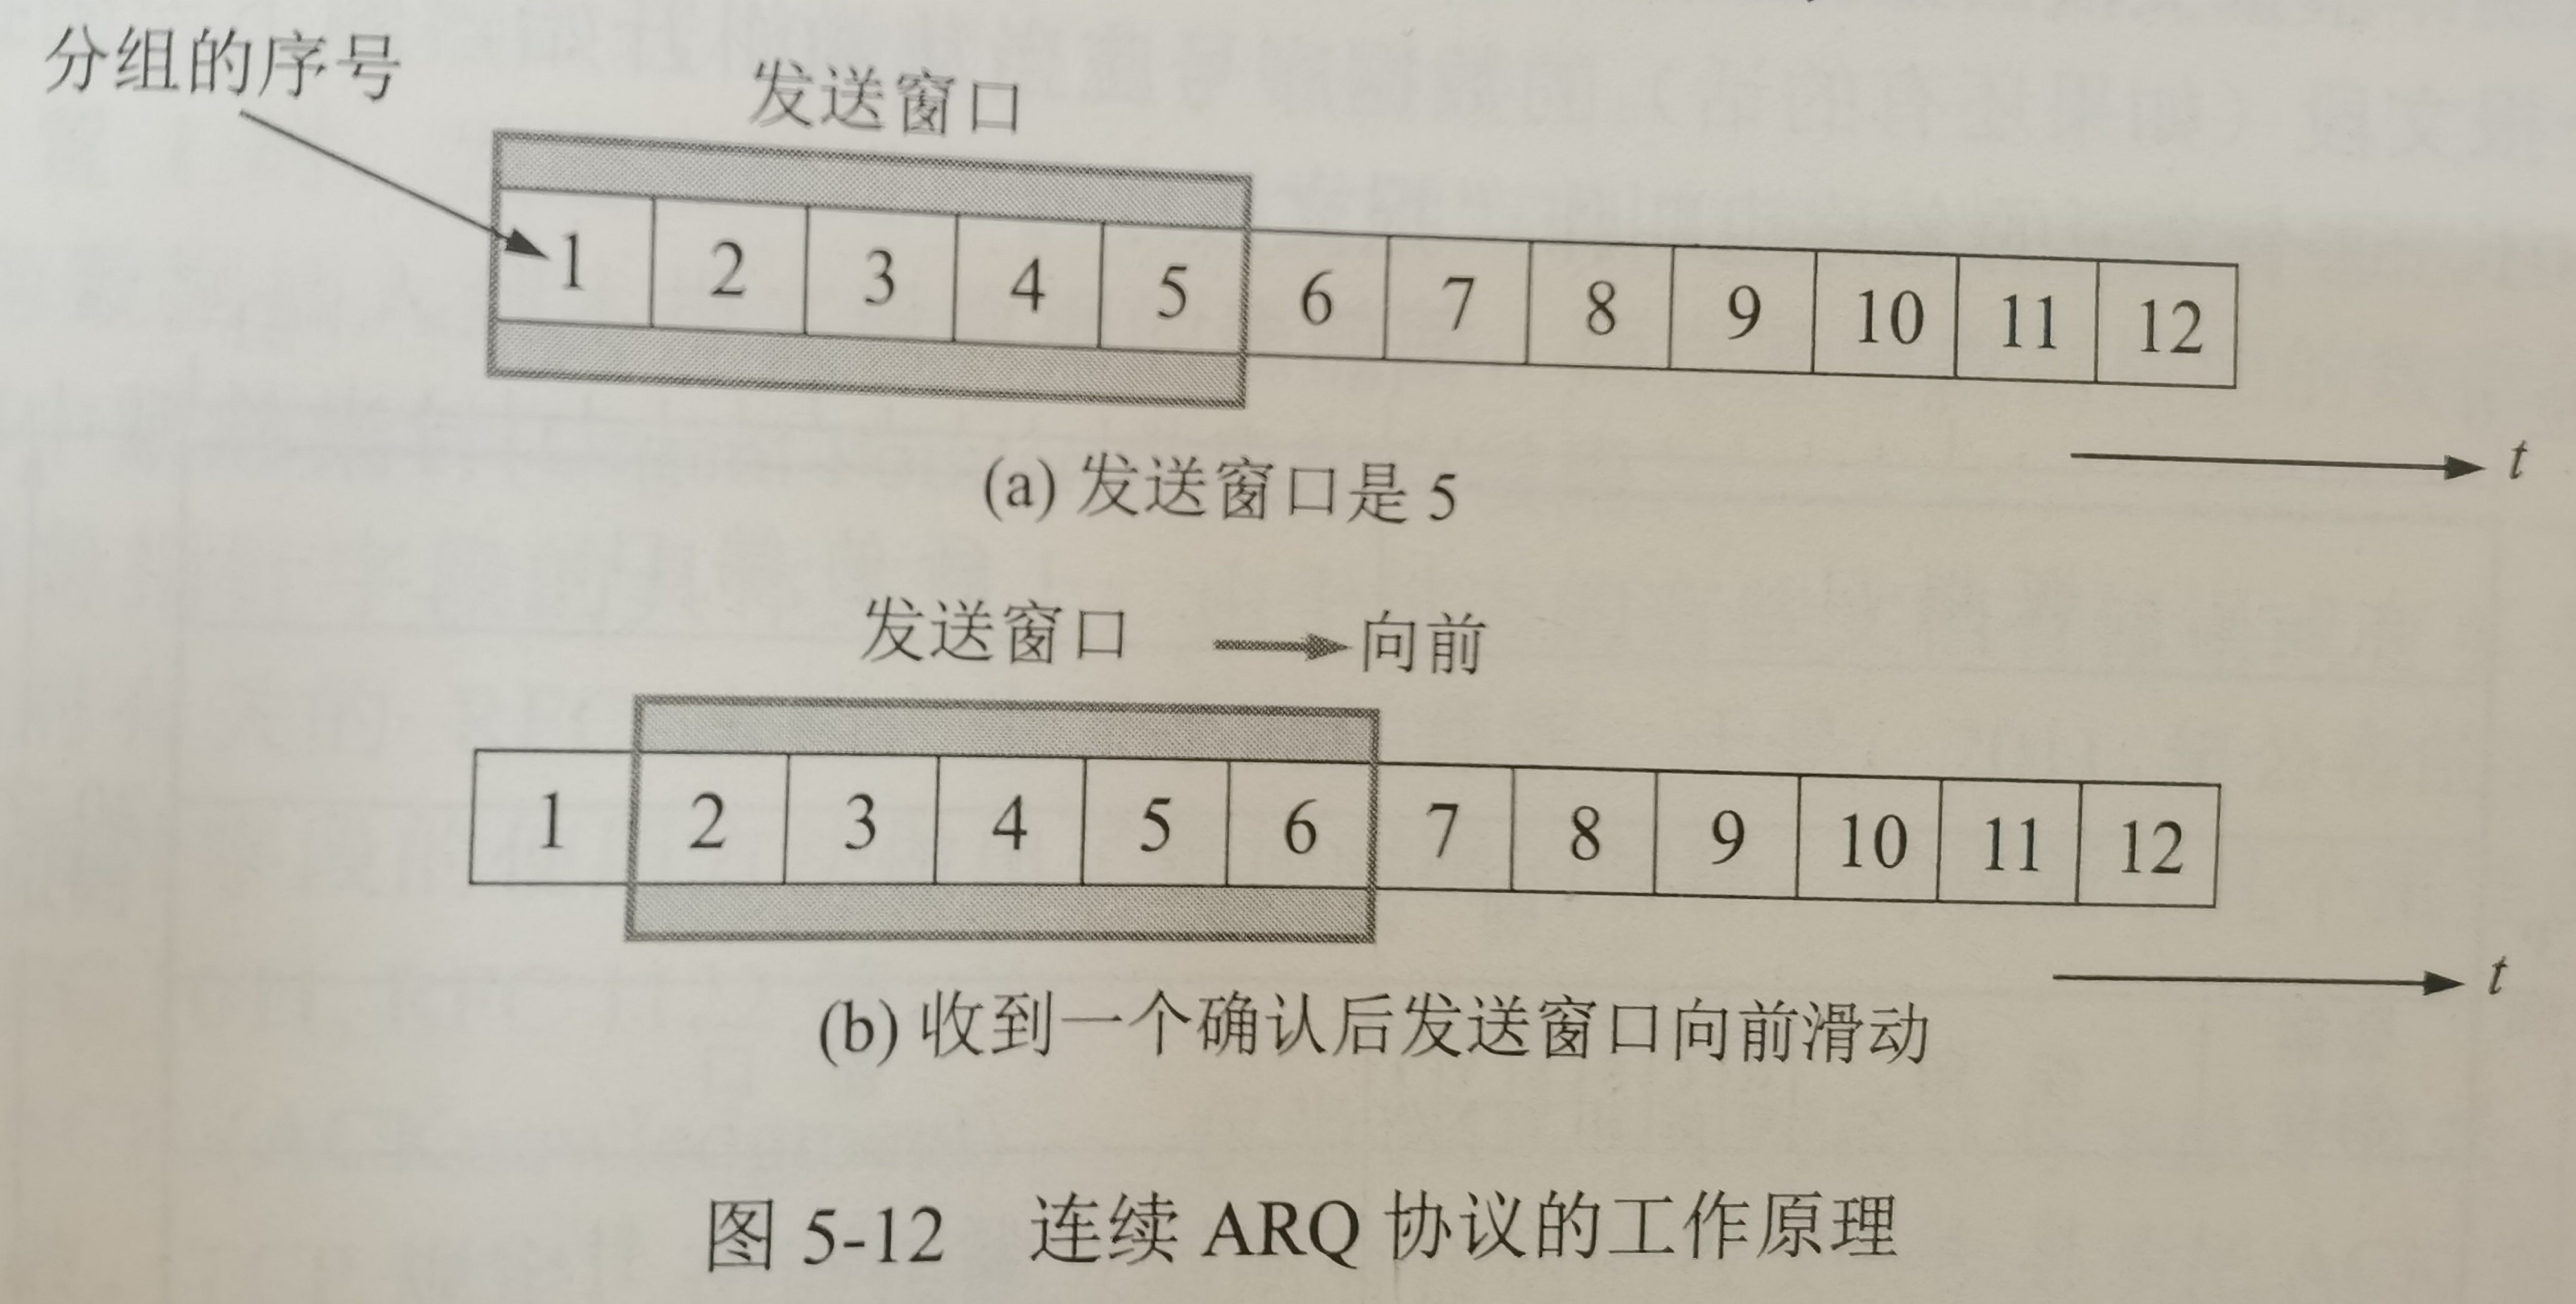 分组的序号
发送窗口
1 2 3 4 5 6 7 8 9 10 11 12
t
(a) 发送窗口是 5
发送窗口 向前
1 2 3 4 5 6 7 8 9 10 11 12
t
(b) 收到一个确认后发送窗口向前滑动
图 5-12 连续 ARQ 协议的工作原理